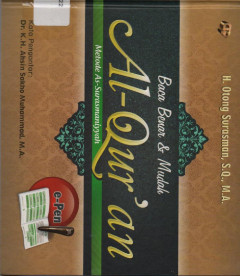 H. Otong Surasman, S.Q., M.A.
Baca Benar & Mudah
Al-Qur'an
Metode As-Surasmaniyyah
e-Pen
Kata Pengantar:
Dr. K.H. Ahsin Sakho Muhammad, M.A.